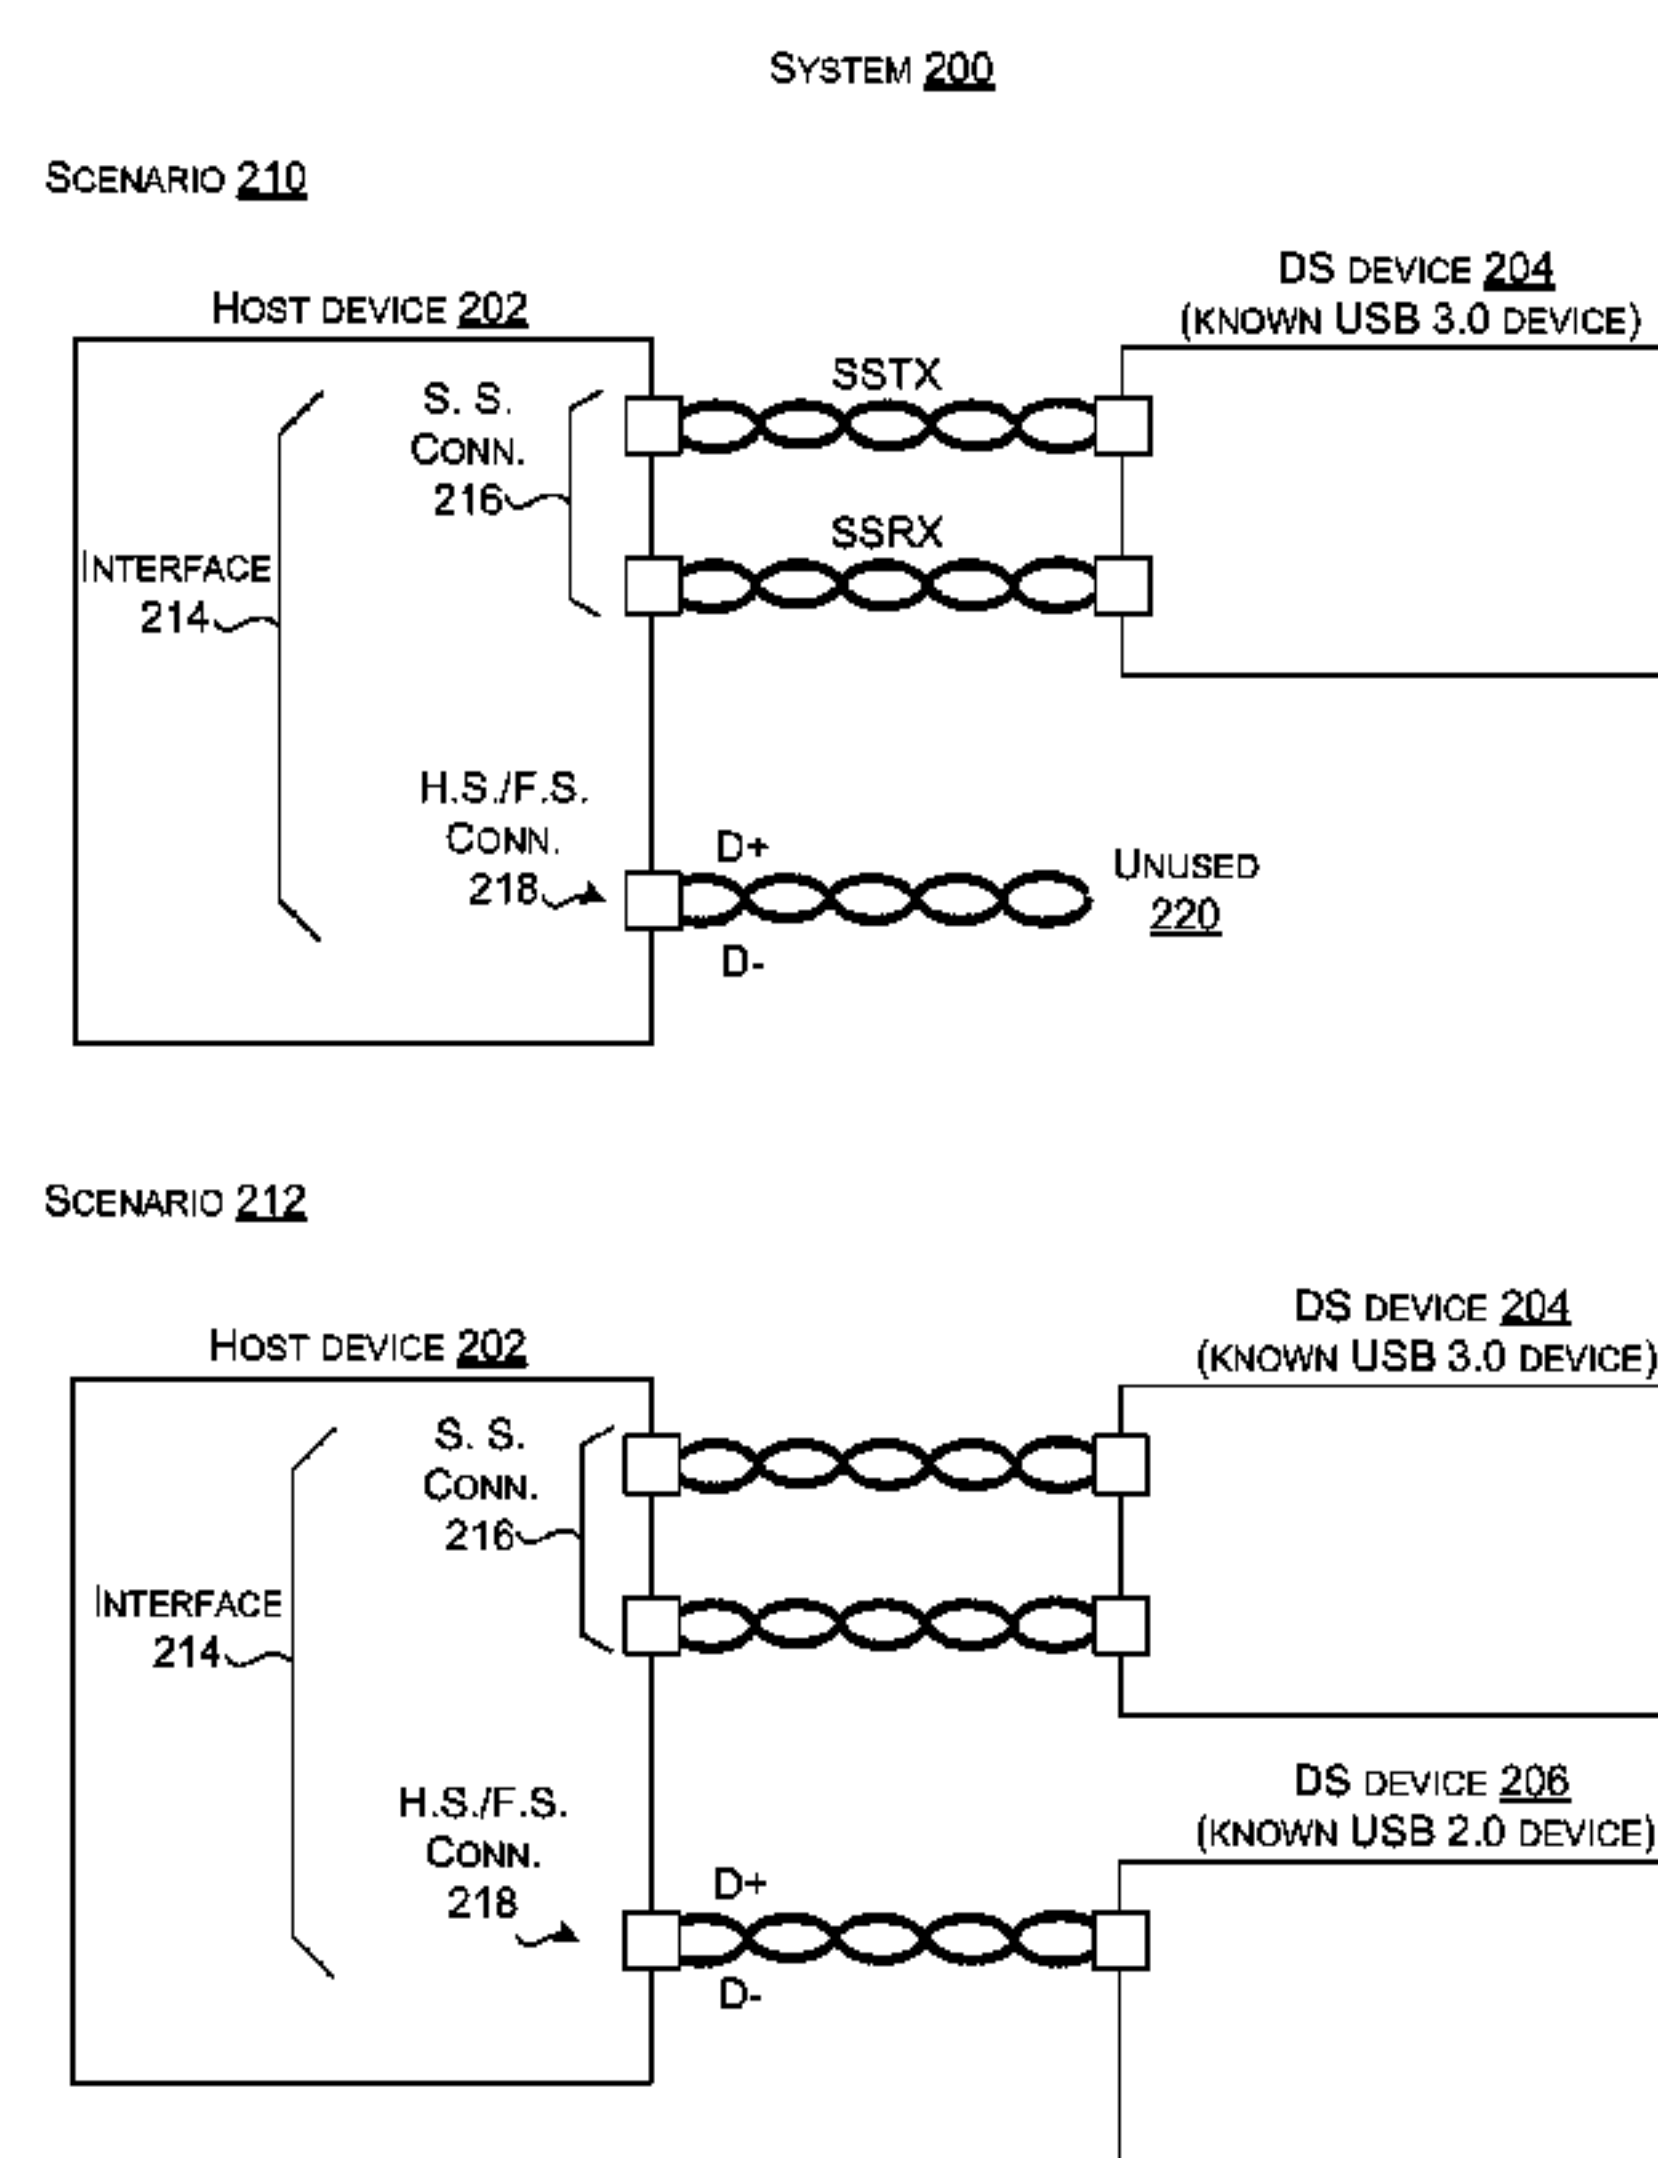 SYSTEM 200
SCENARIO 210
HOST DEVICE 202
DS DEVICE 204
(KNOWN USB 3.0 DEVICE)
S. S.
CONN.
216
SSTX
SSRX
INTERFACE
214
H.S./F.S.
CONN.
218
D+
D-
UNUSED
220
SCENARIO 212
HOST DEVICE 202
DS DEVICE 204
(KNOWN USB 3.0 DEVICE)
S. S.
CONN.
216
INTERFACE
214
DS DEVICE 206
(KNOWN USB 2.0 DEVICE)
H.S./F.S.
CONN.
218
D+
D-